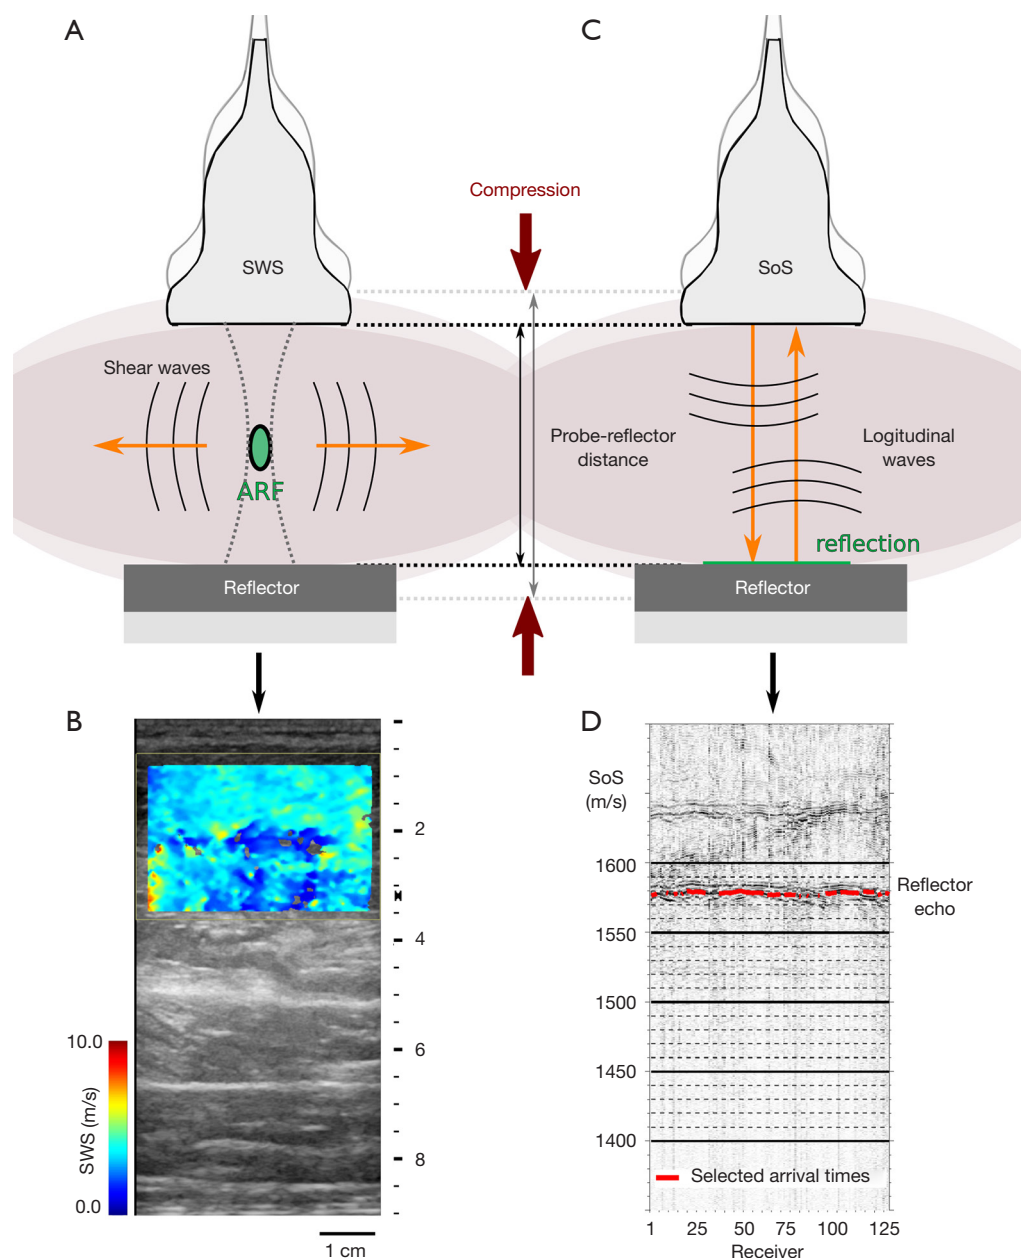 A
C
Compression
SWS
SoS
Shear waves
ARF
Probe-reflector
distance
Logitudinal
waves
reflection
Reflector
Reflector
B
2
4
6
8
10.0
SWS (m/s)
0.0
1 cm
D
SoS
(m/s)
1600
1550
1500
1450
1400
Reflector
echo
Selected arrival times
1 25 50 75 100 125
Receiver